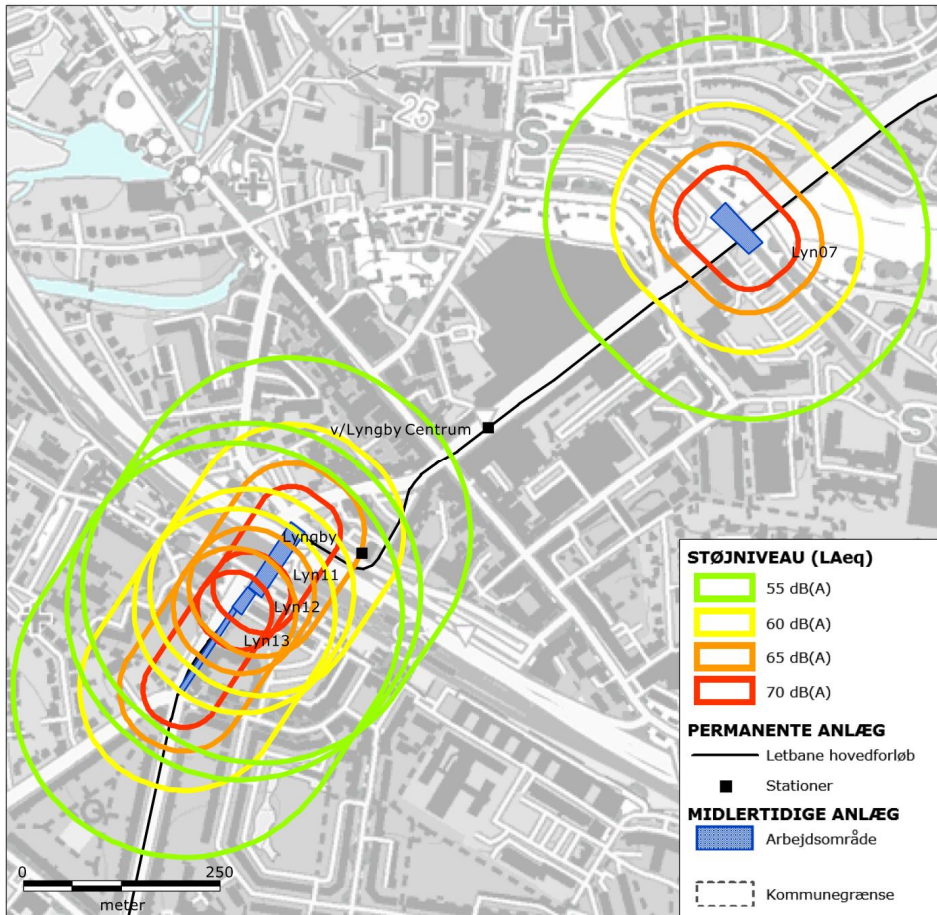 25
S
Lyn07
v/Lyngby Centrum
S
Lyngby
Lyn11
Lyn12
Lyn13
STØJNIVEAU (LAeq)
55 dB(A)
60 dB(A)
65 dB(A)
70 dB(A)
PERMANENTE ANLÆG
Letbane hovedforløb
Stationer
MIDLERTIDIGE ANLÆG
Arbejdsområde
Kommunegrænse
0 250
meter